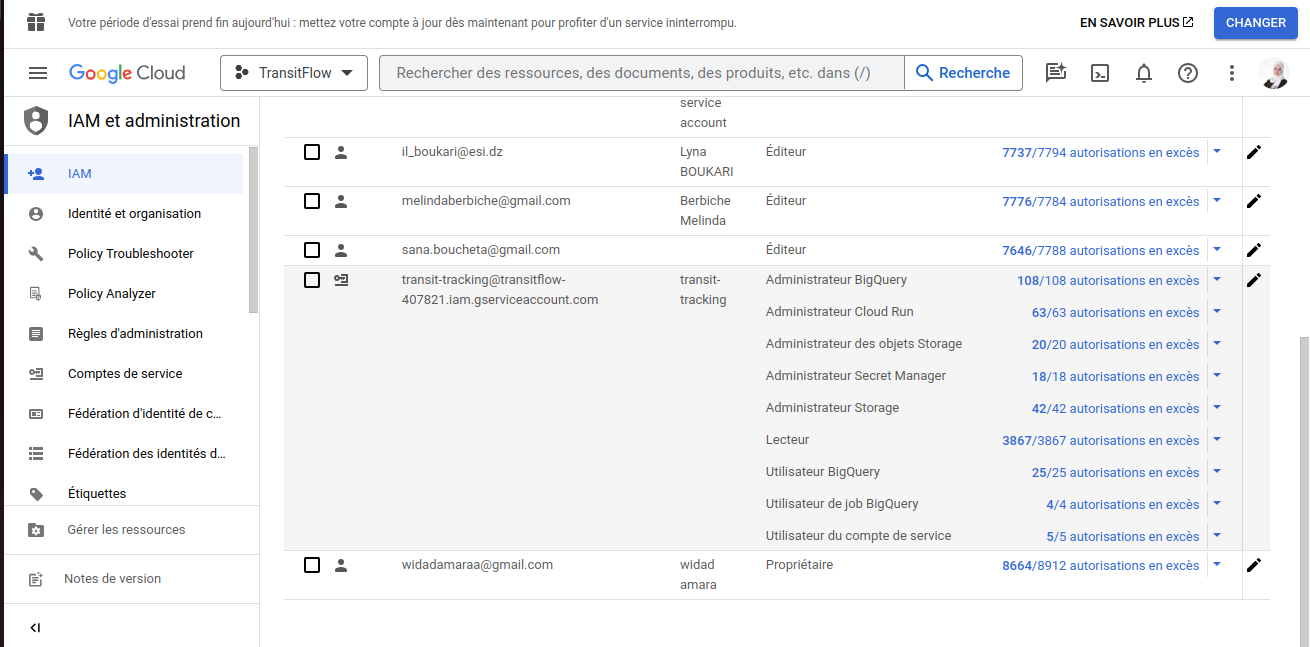 Votre période d'essai prend fin aujourd'hui : mettez votre compte à jour dès maintenant pour profiter d'un service ininterrompu.
EN SAVOIR PLUS
CHANGER
Google Cloud
TransitFlow
Rechercher des ressources, des documents, des produits, etc. dans (/)
Recherche
IAM et administration
IAM
Identité et organisation
Policy Troubleshooter
Policy Analyzer
Règles d'administration
Comptes de service
Fédération d'identité de c...
Fédération des identités d...
Étiquettes
Gérer les ressources
Notes de version
service
account
il_boukari@esi.dz
Lyna
BOUKARI
Éditeur
7737/7794 autorisations en excès
melindaberbiche@gmail.com
Berbiche
Melinda
Éditeur
7776/7784 autorisations en excès
sana.boucheta@gmail.com
Éditeur
7646/7788 autorisations en excès
transit-tracking@transitflow-
407821.iam.gserviceaccount.com
transit-
tracking
Administrateur BigQuery
108/108 autorisations en excès
Administrateur Cloud Run
63/63 autorisations en excès
Administrateur des objets Storage
20/20 autorisations en excès
Administrateur Secret Manager
18/18 autorisations en excès
Administrateur Storage
42/42 autorisations en excès
Lecteur
3867/3867 autorisations en excès
Utilisateur BigQuery
25/25 autorisations en excès
Utilisateur de job BigQuery
4/4 autorisations en excès
Utilisateur du compte de service
5/5 autorisations en excès
widadamaraa@gmail.com
widad
amara
Propriétaire
8664/8912 autorisations en excès